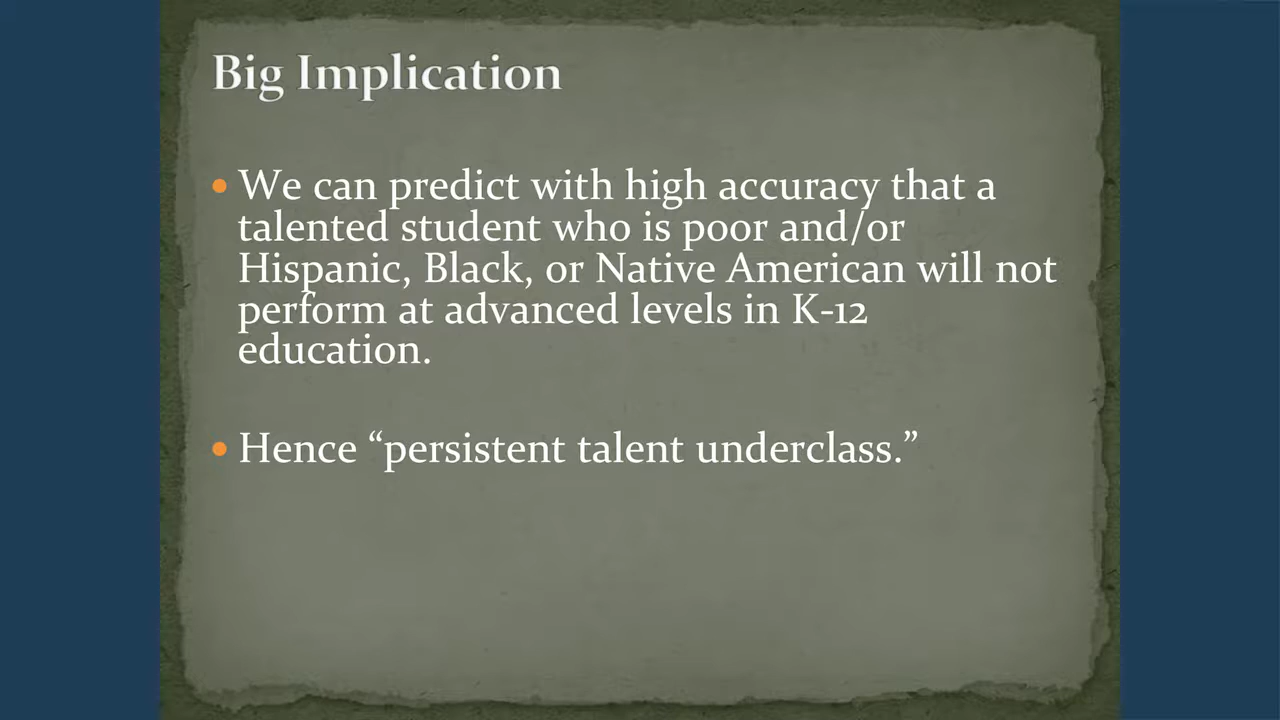 Big Implication
• We can predict with high accuracy that a
talented student who is poor and/or
Hispanic, Black, or Native American will not
perform at advanced levels in K-12
education.
• Hence “persistent talent underclass.”